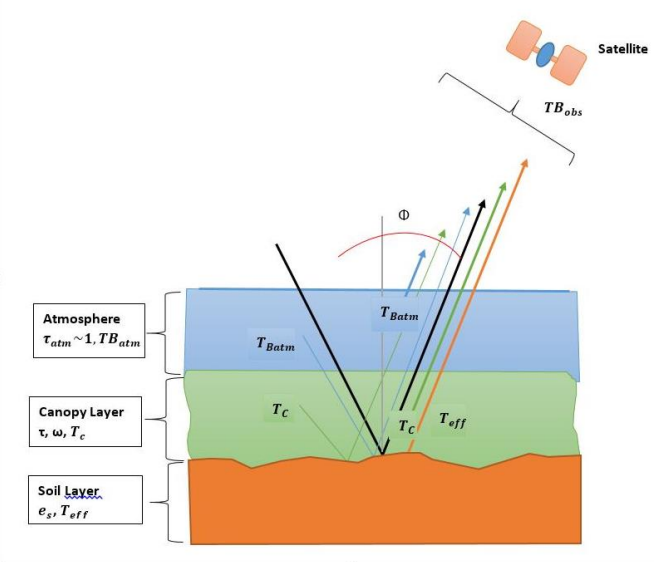 Satellite
TB_obs
Φ
T_Batm
Atmosphere
τ_atm~1, TB_atm
T_Batm
Canopy Layer
τ, ω, T_c
T_C
T_C
T_eff
Soil Layer
e_s, T_eff